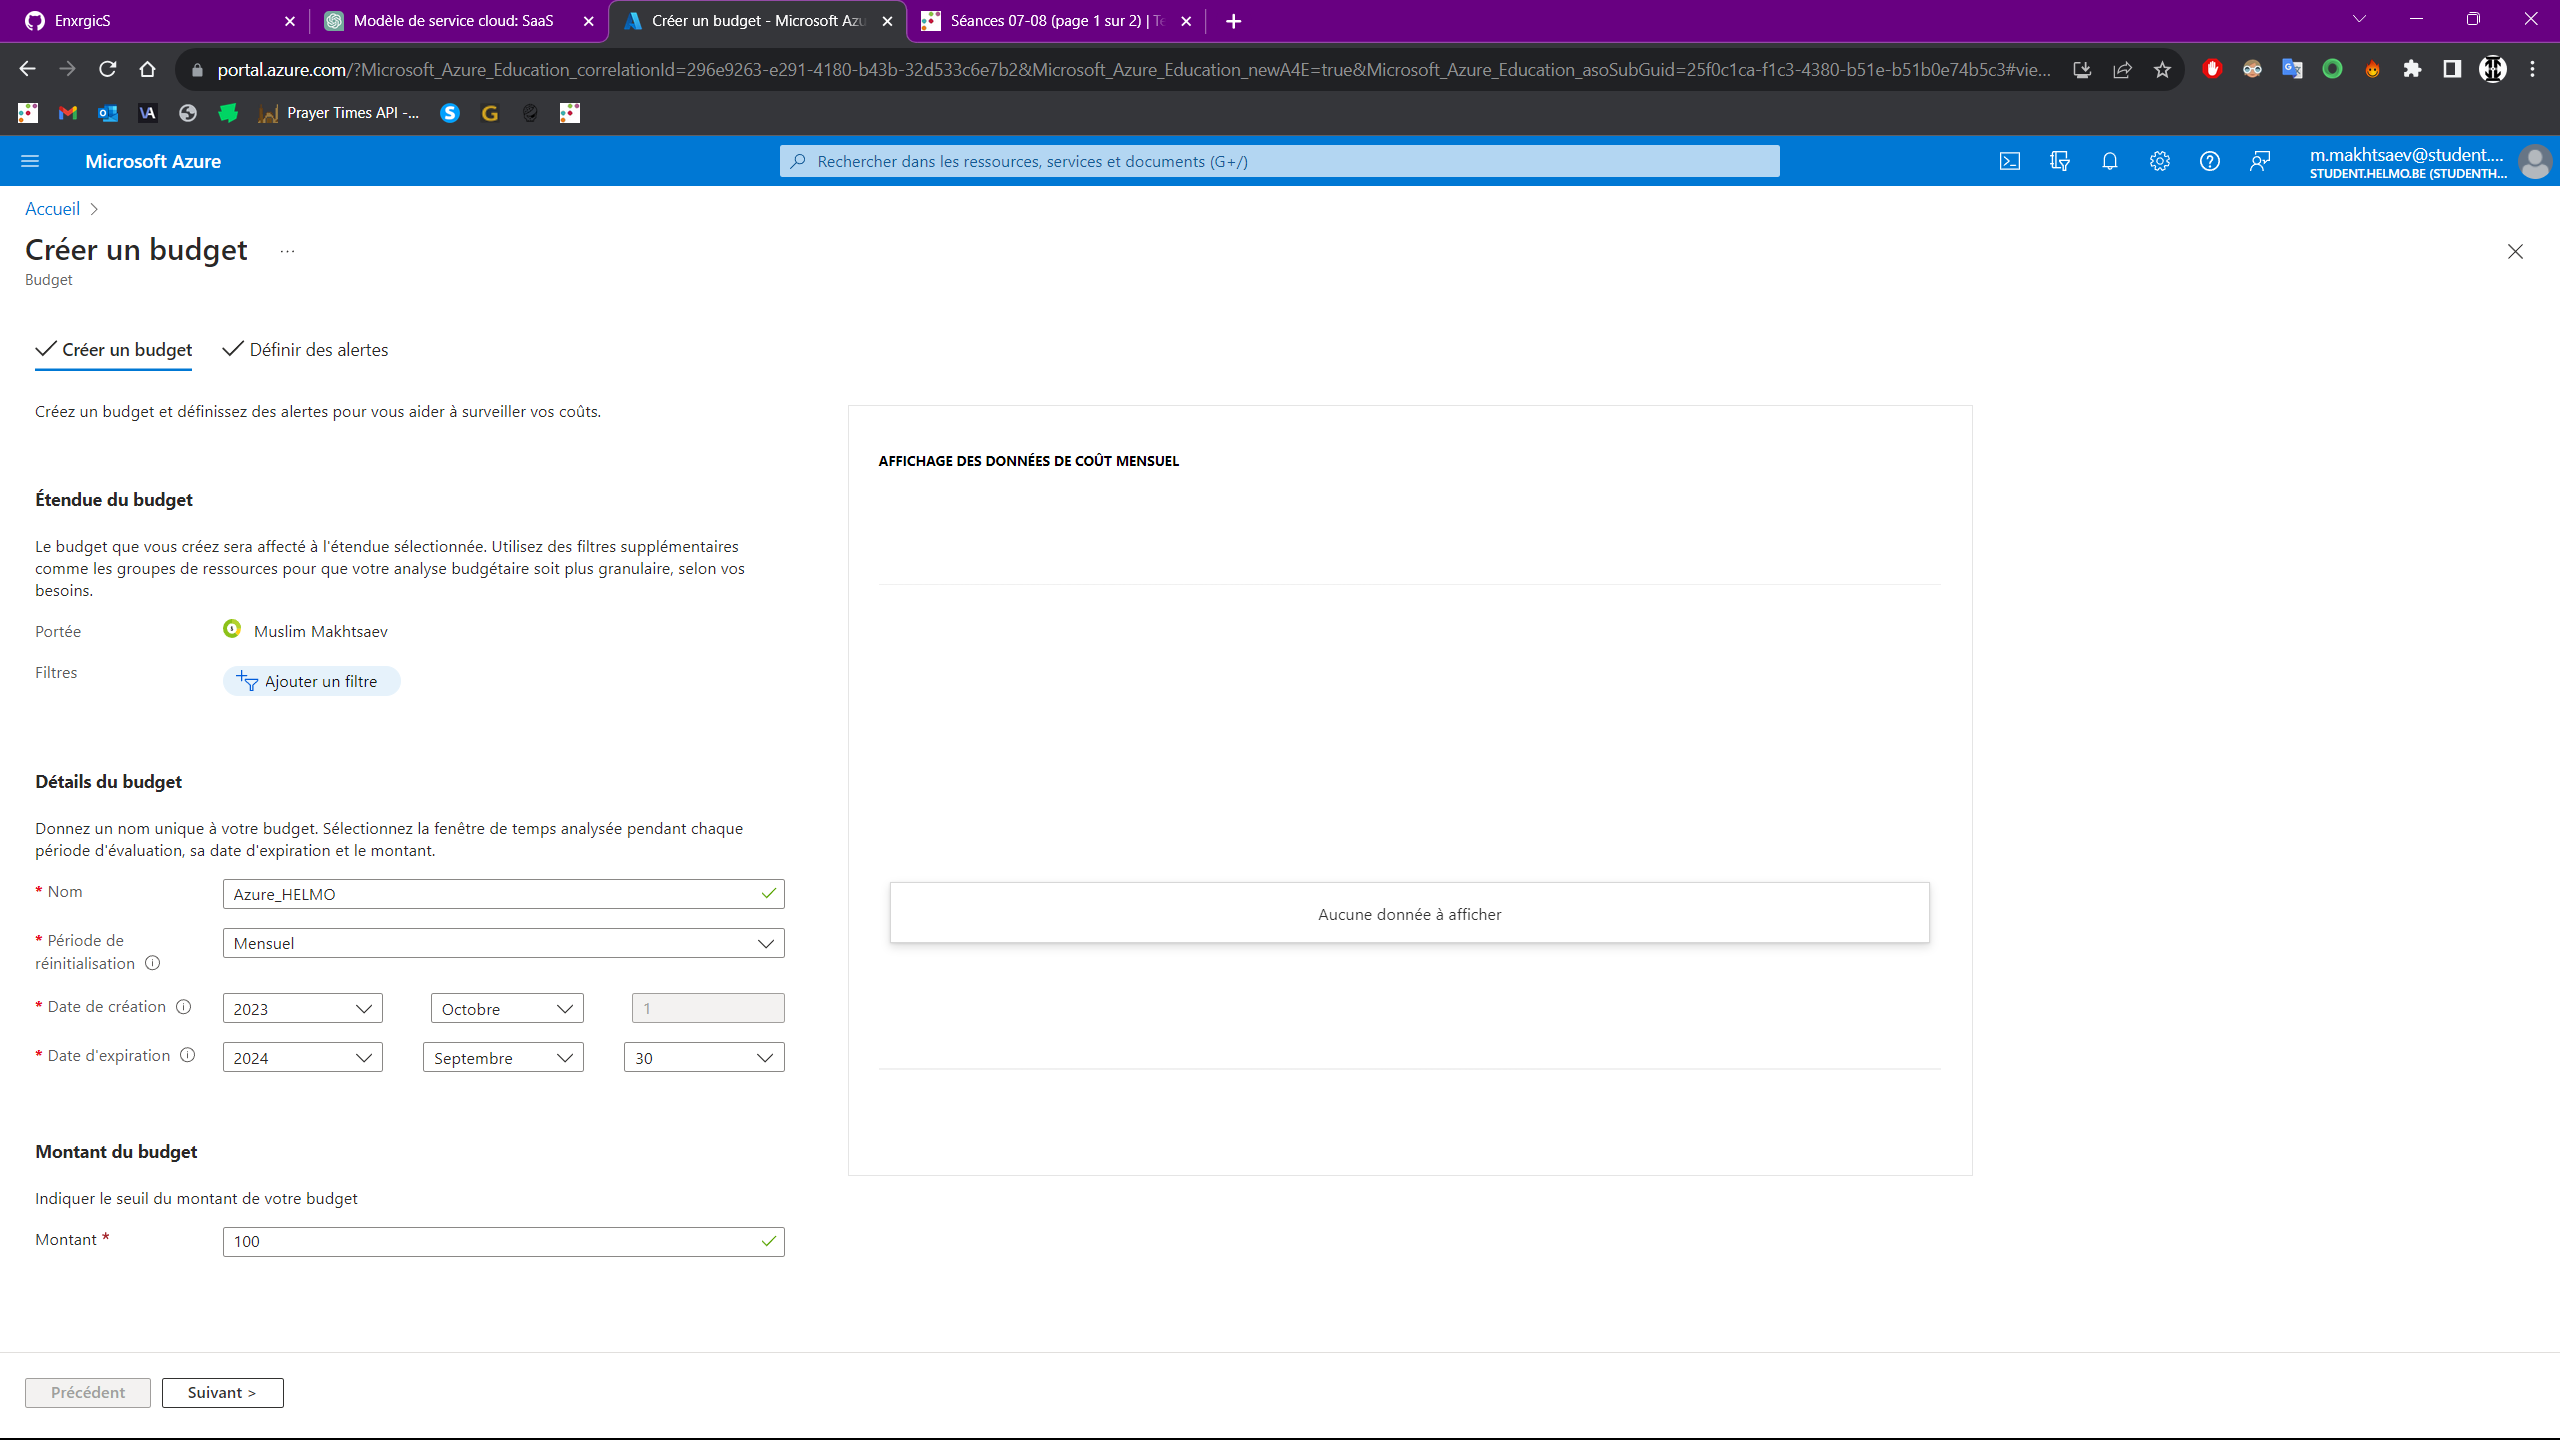 EnxrgicS
Modèle de service cloud: SaaS
Créer un budget - Microsoft Azu
Séances 07-08 (page 1 sur 2) | Te
portal.azure.com/?Microsoft_Azure_Education_correlationId=296e9263-e291-4180-b43b-32d533c6e7b2&Microsoft_Azure_Education_newA4E=true&Microsoft_Azure_Education_asoSubGuid=25f0c1ca-f1c3-4380-b51e-b51b0e74b5c3#vie...
Prayer Times API -...
Microsoft Azure
Rechercher dans les ressources, services et documents (G+/)
m.makhtsaev@student....
STUDENT.HELMO.BE (STUDENTH...
Accueil
Créer un budget ...
Budget
Créer un budget
Définir des alertes
Créez un budget et définissez des alertes pour vous aider à surveiller vos coûts.
Étendue du budget
Le budget que vous créez sera affecté à l'étendue sélectionnée. Utilisez des filtres supplémentaires
comme les groupes de ressources pour que votre analyse budgétaire soit plus granulaire, selon vos
besoins.
Portée
Muslim Makhtsaev
Filtres
Ajouter un filtre
Détails du budget
Donnez un nom unique à votre budget. Sélectionnez la fenêtre de temps analysée pendant chaque
période d'évaluation, sa date d'expiration et le montant.
* Nom
Azure_HELMO
* Période de
réinitialisation
Mensuel
* Date de création
2023
Octobre
1
* Date d'expiration
2024
Septembre
30
Montant du budget
Indiquer le seuil du montant de votre budget
Montant *
100
AFFICHAGE DES DONNÉES DE COÛT MENSUEL
Aucune donnée à afficher
Précédent
Suivant >